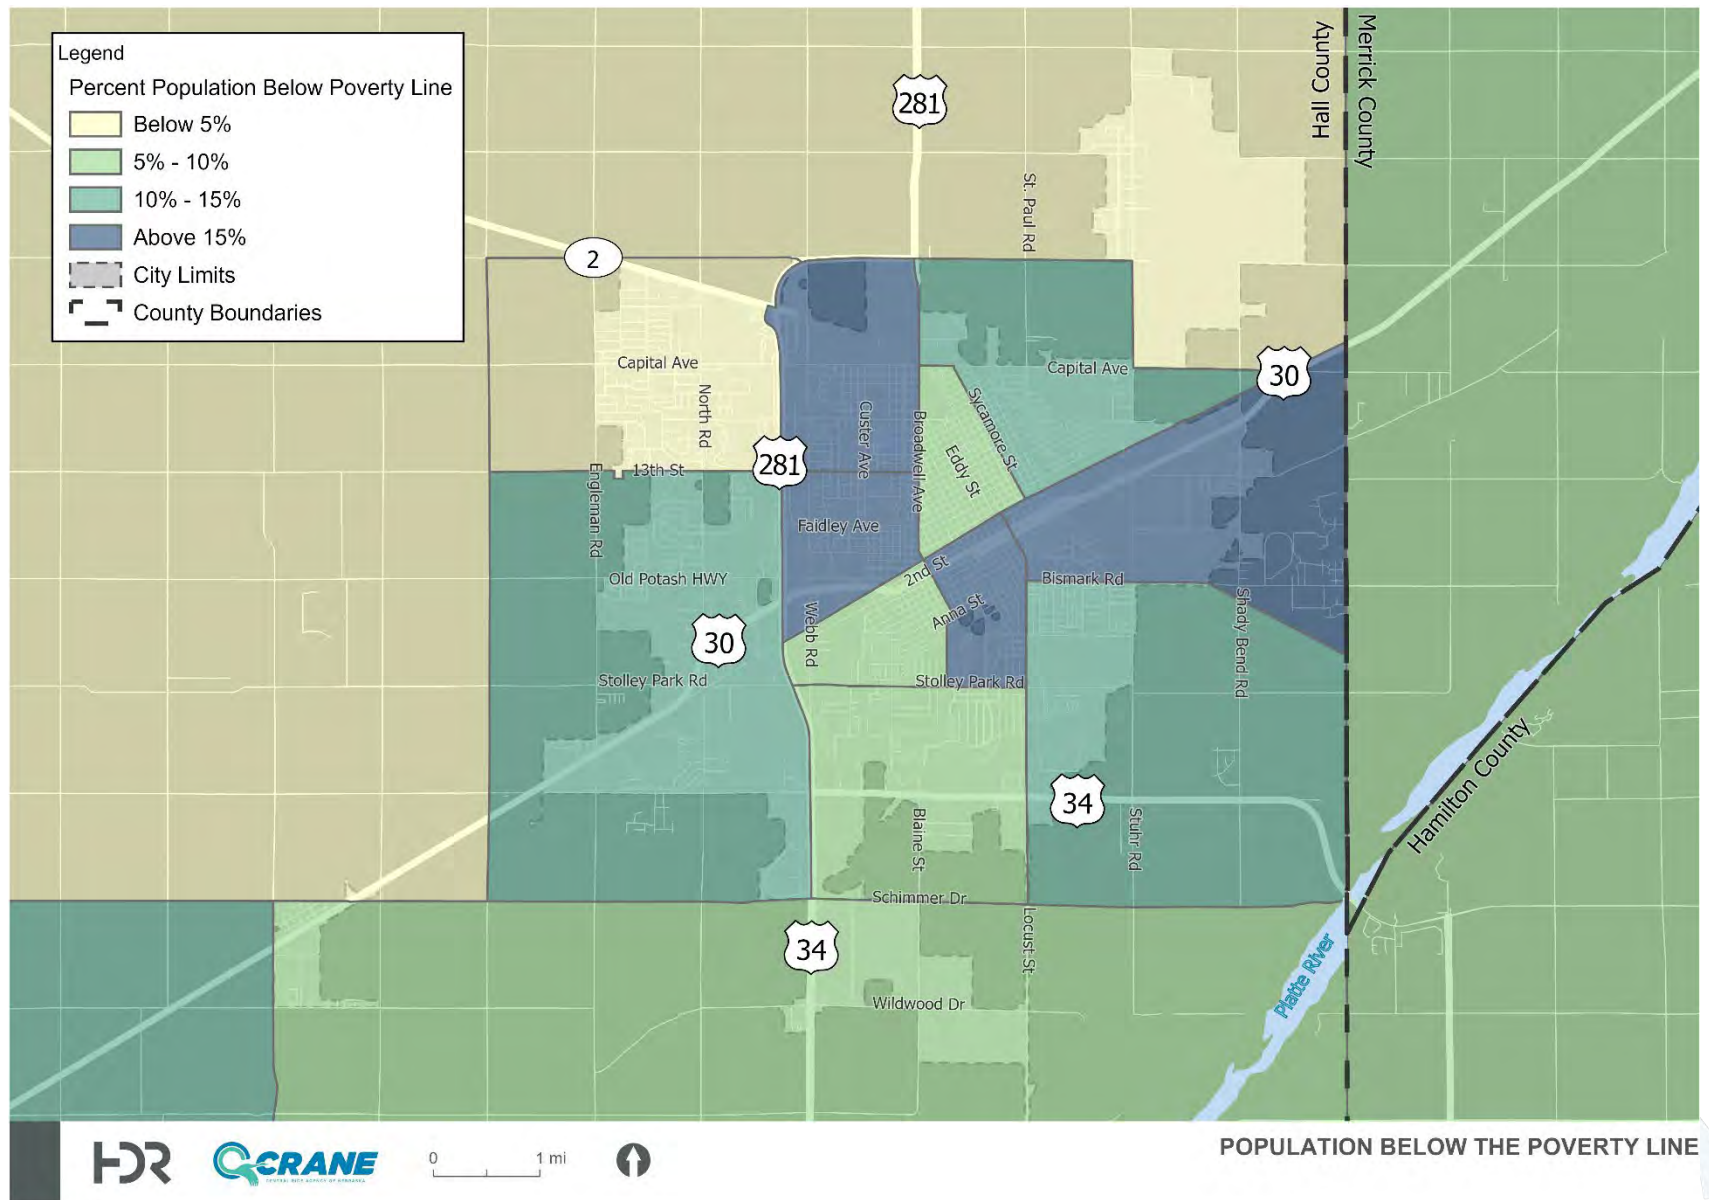 Legend
Percent Population Below Poverty Line
Below 5%
5% - 10%
10% - 15%
Above 15%
City Limits
County Boundaries
281
Hall County
Merrick County
St. Paul Rd
2
Capital Ave
North Rd
Capital Ave
30
Custer Ave
Broadwell Ave
Sycamore St
Eddy St
281
13th St
Engleman Rd
Faidley Ave
Old Potash HWY
2nd St
Bismark Rd
Anna St
Webb Rd
Shady Bend Rd
30
Stolley Park Rd
Stolley Park Rd
Hamilton County
34
Blaine St
Stuhr Rd
Schimmer Dr
Locust St
34
Wildwood Dr
Platte River
HDR
CRANE
CENTRAL RIDE AGENCY OF NEBRASKA
0 1 mi
POPULATION BELOW THE POVERTY LINE